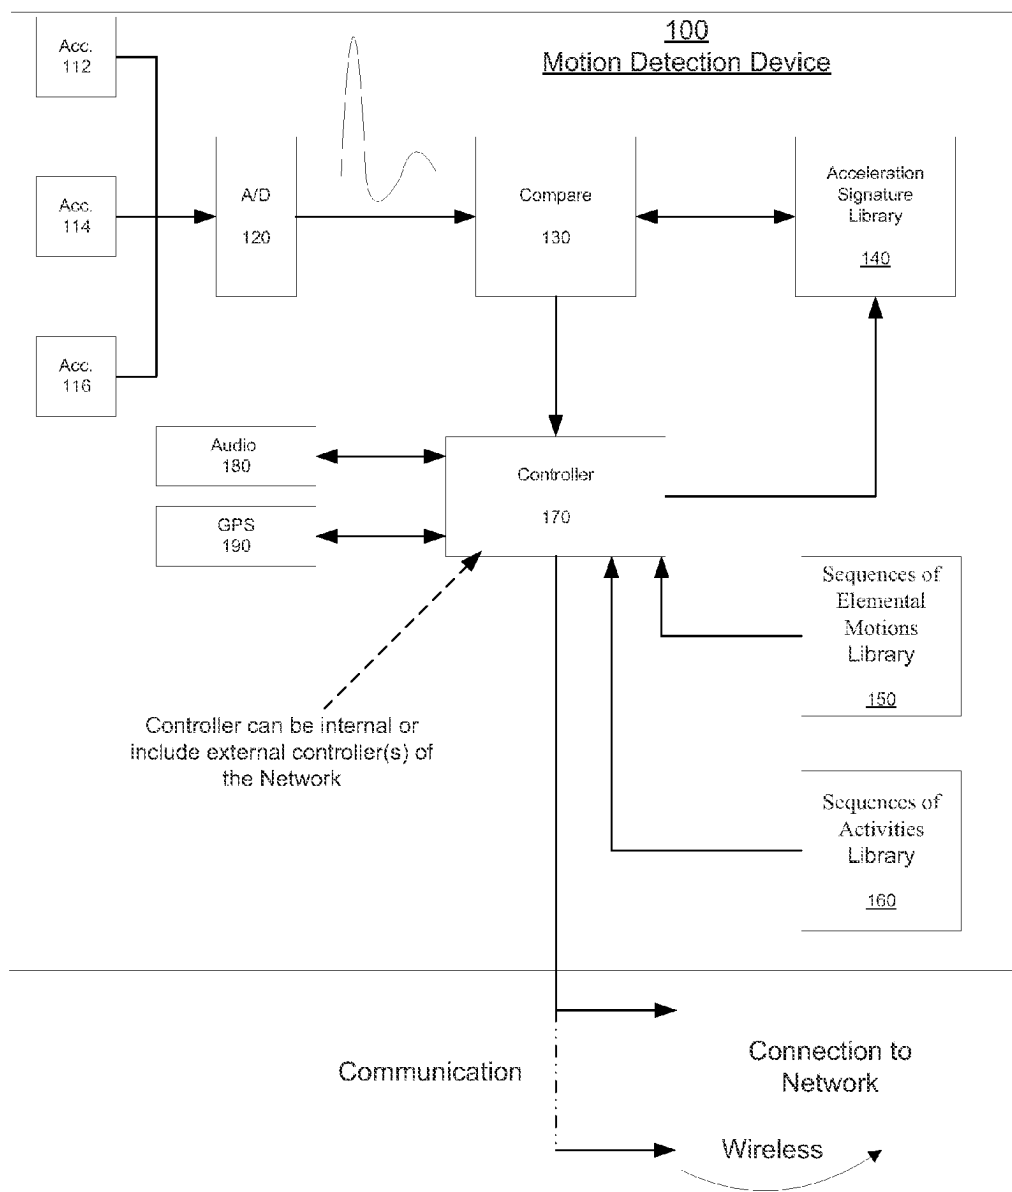 100
Motion Detection Device
Acc.
112
Acc.
114
Acc.
116
A/D
120
Compare
130
Acceleration
Signature
Library
140
Audio
180
GPS
190
Controller
170
Controller can be internal or
include external controller(s) of
the Network
Sequences of
Elemental
Motions
Library
150
Sequences of
Activities
Library
160
Communication
Connection to
Network
Wireless